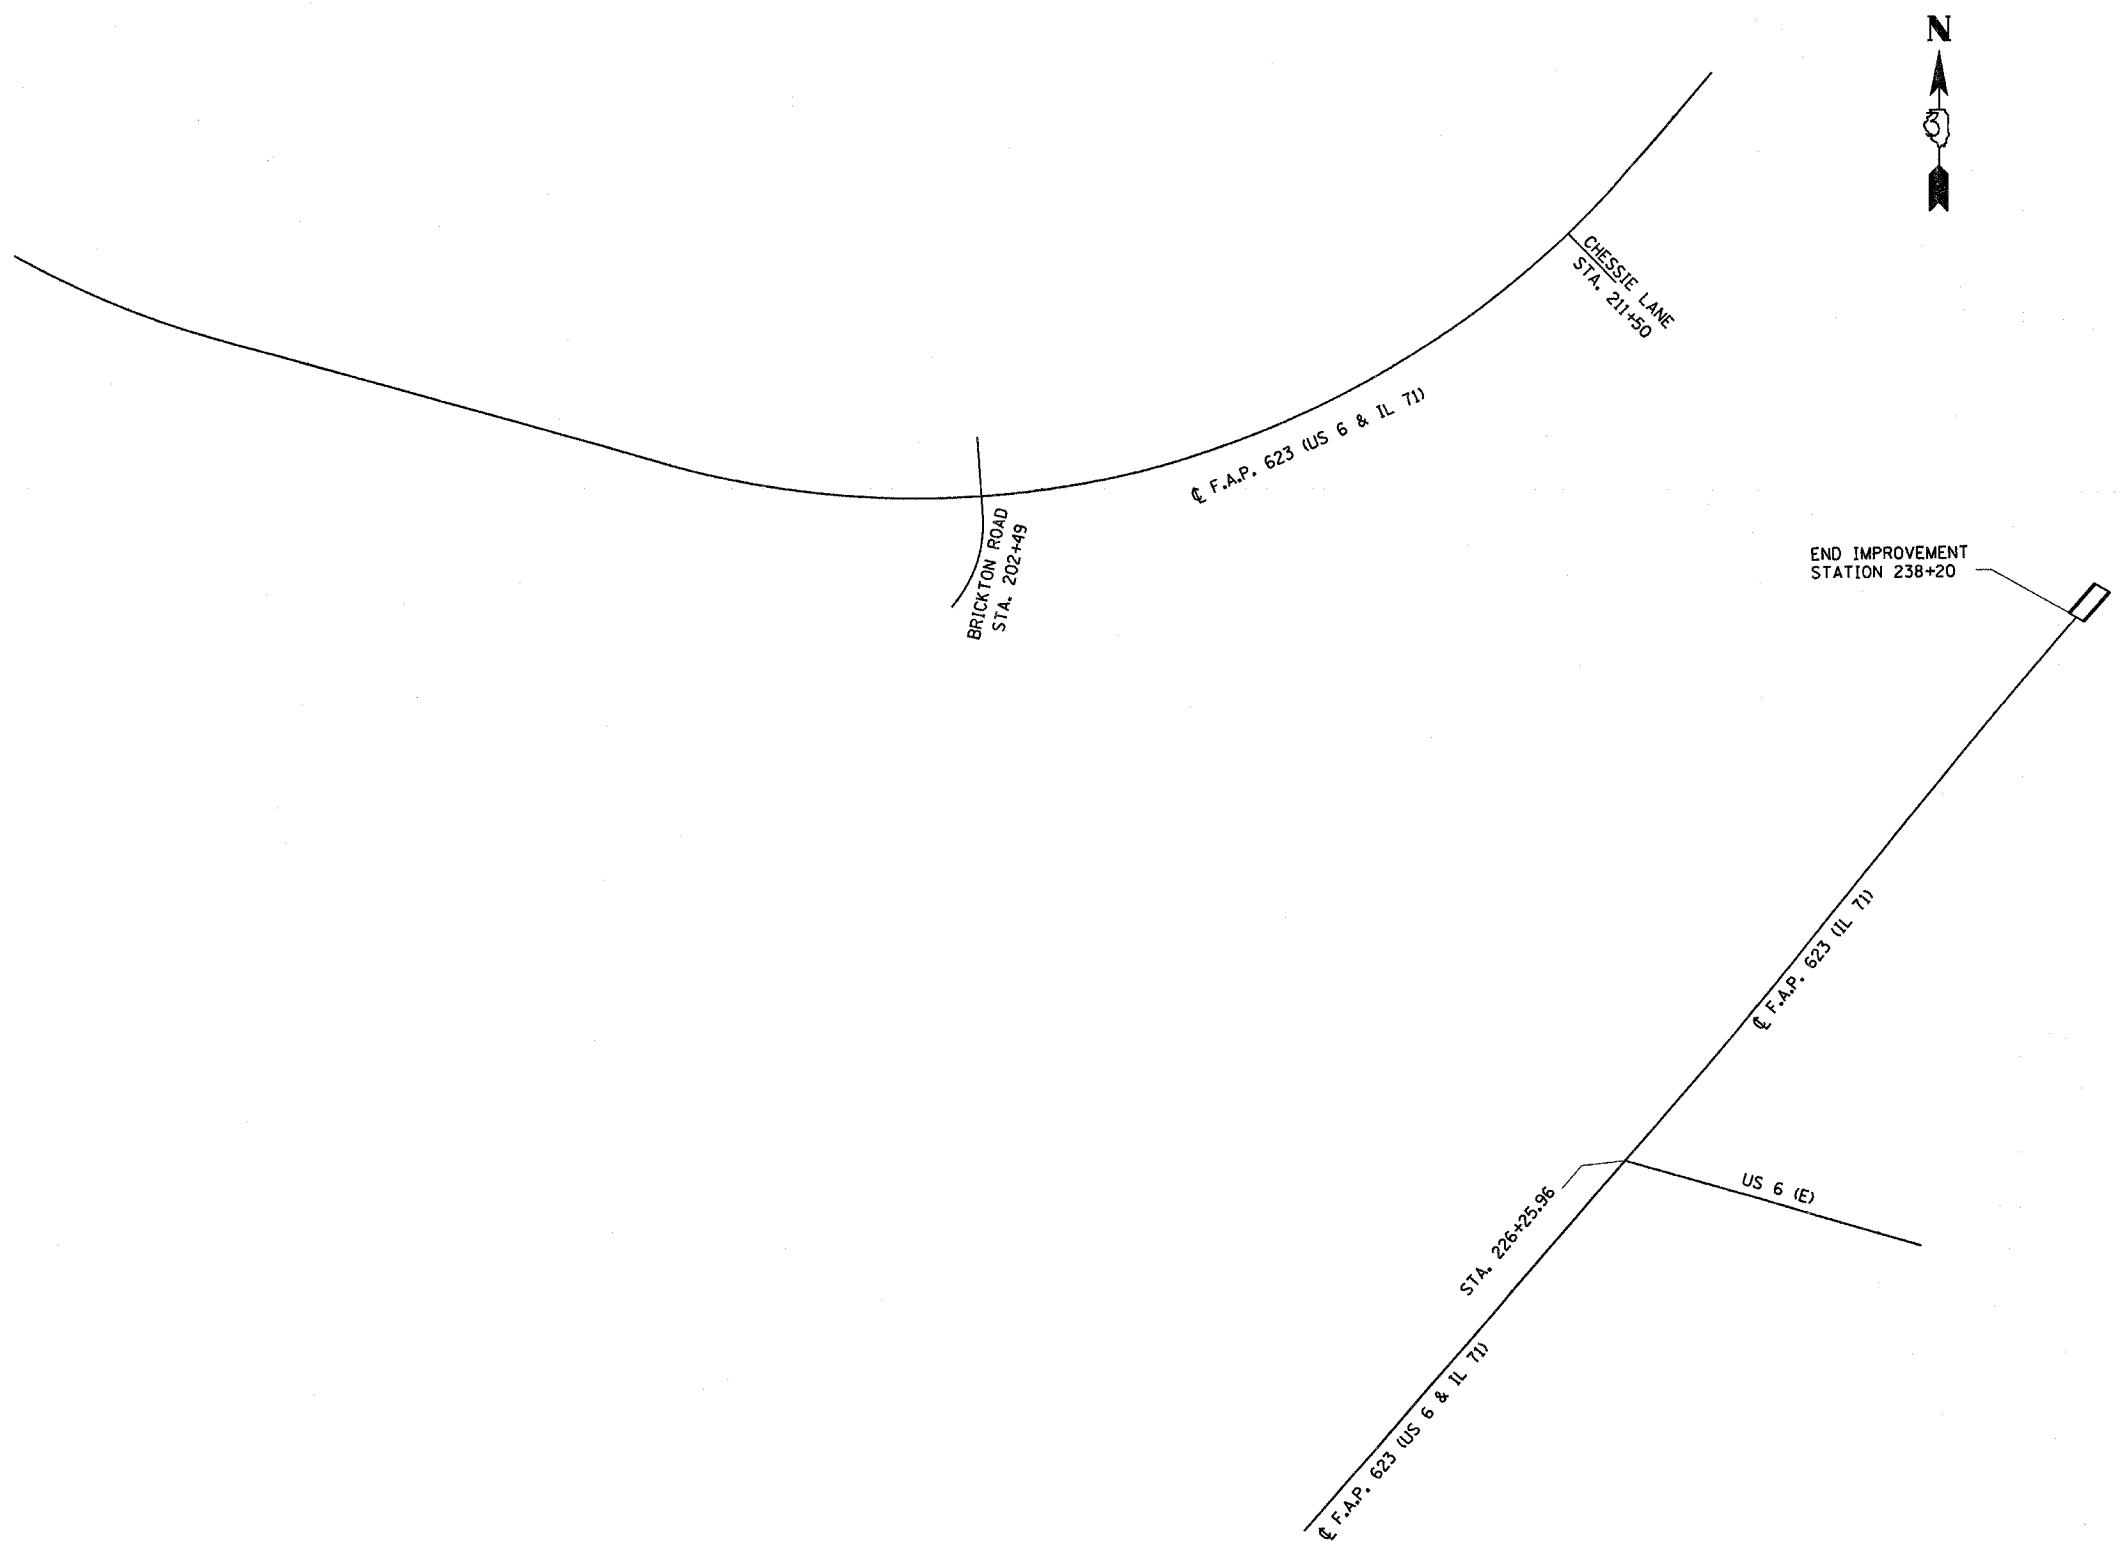 N
3
CHESSIE LANE
STA. 211+50
℄ F.A.P. 623 (US 6 & IL 71)
BRICKTON ROAD
STA. 202+49
END IMPROVEMENT
STATION 238+20
℄ F.A.P. 623 (IL 71)
US 6 (E)
STA. 226+25.96
℄ F.A.P. 623 (US 6 & IL 71)